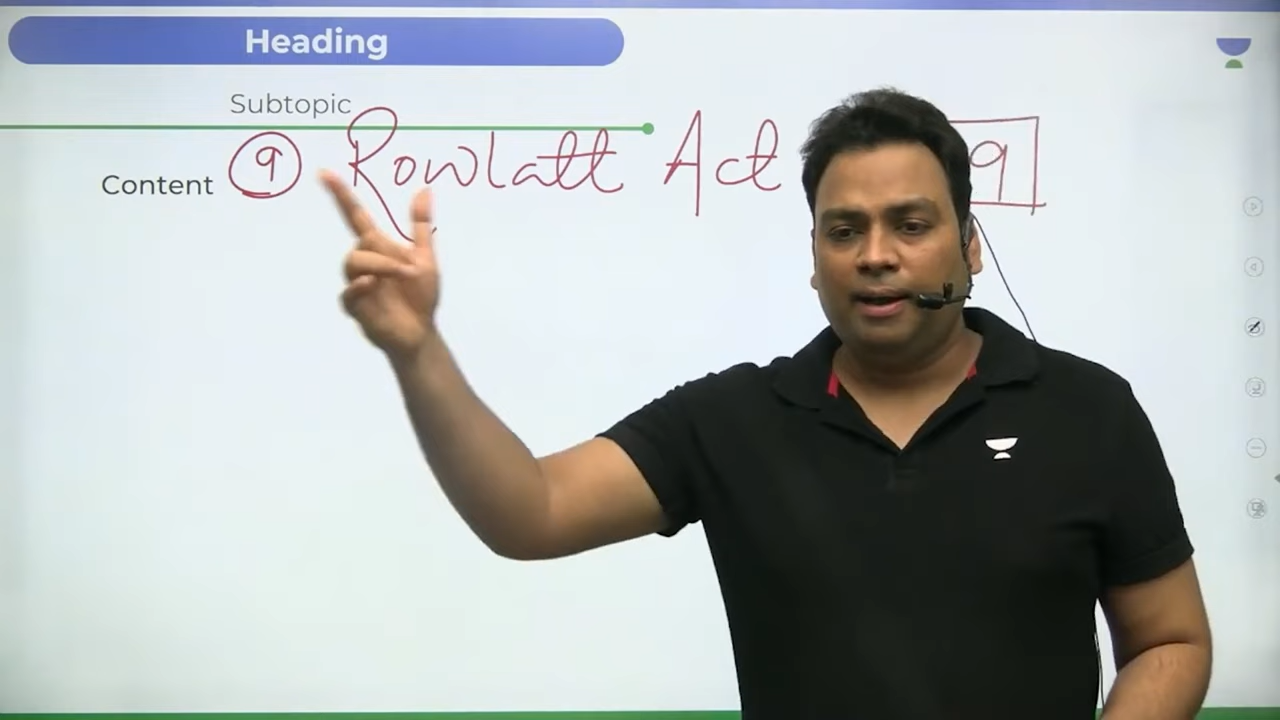 Heading
Subtopic
Content ⑨ Rowlatt Act 9